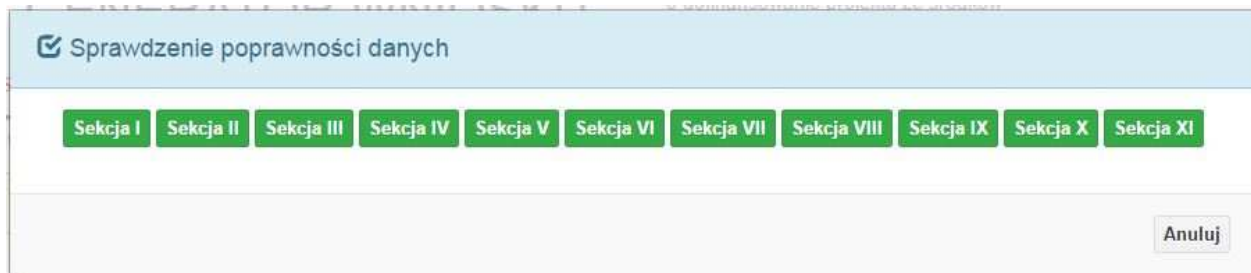 Sprawdzenie poprawności danych
Sekcja I Sekcja II Sekcja III Sekcja IV Sekcja V Sekcja VI Sekcja VII Sekcja VIII Sekcja IX Sekcja X Sekcja XI
Anuluj